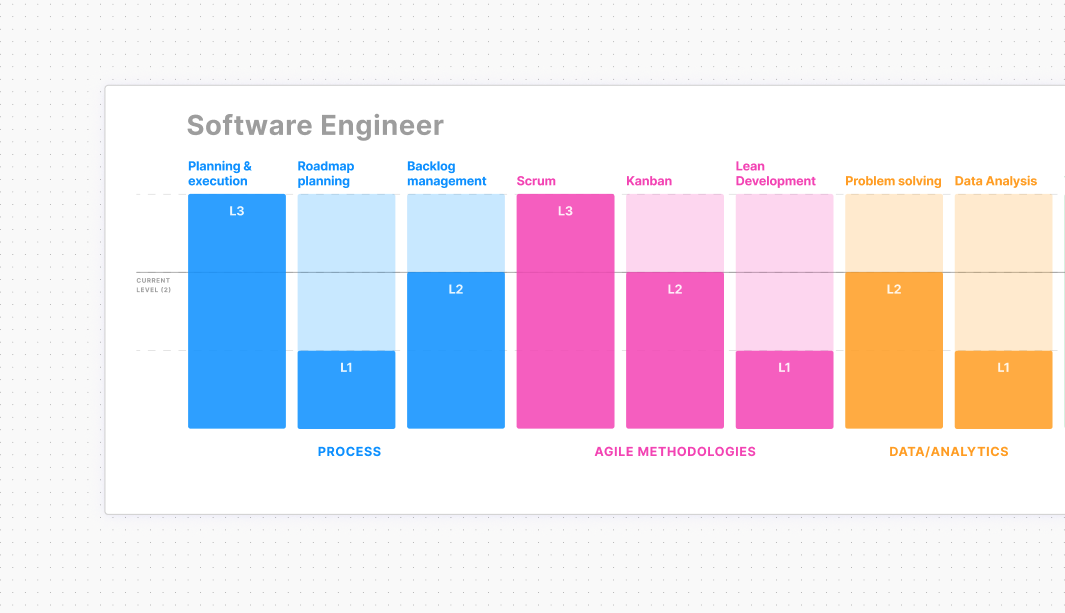 Software Engineer
Planning &
execution
Roadmap
planning
Backlog
management
Scrum
Kanban
Lean
Development
Problem solving
Data Analysis
L3
L1
L2
L3
L2
L1
L2
L1
CURRENT
LEVEL (2)
PROCESS
AGILE METHODOLOGIES
DATA/ANALYTICS